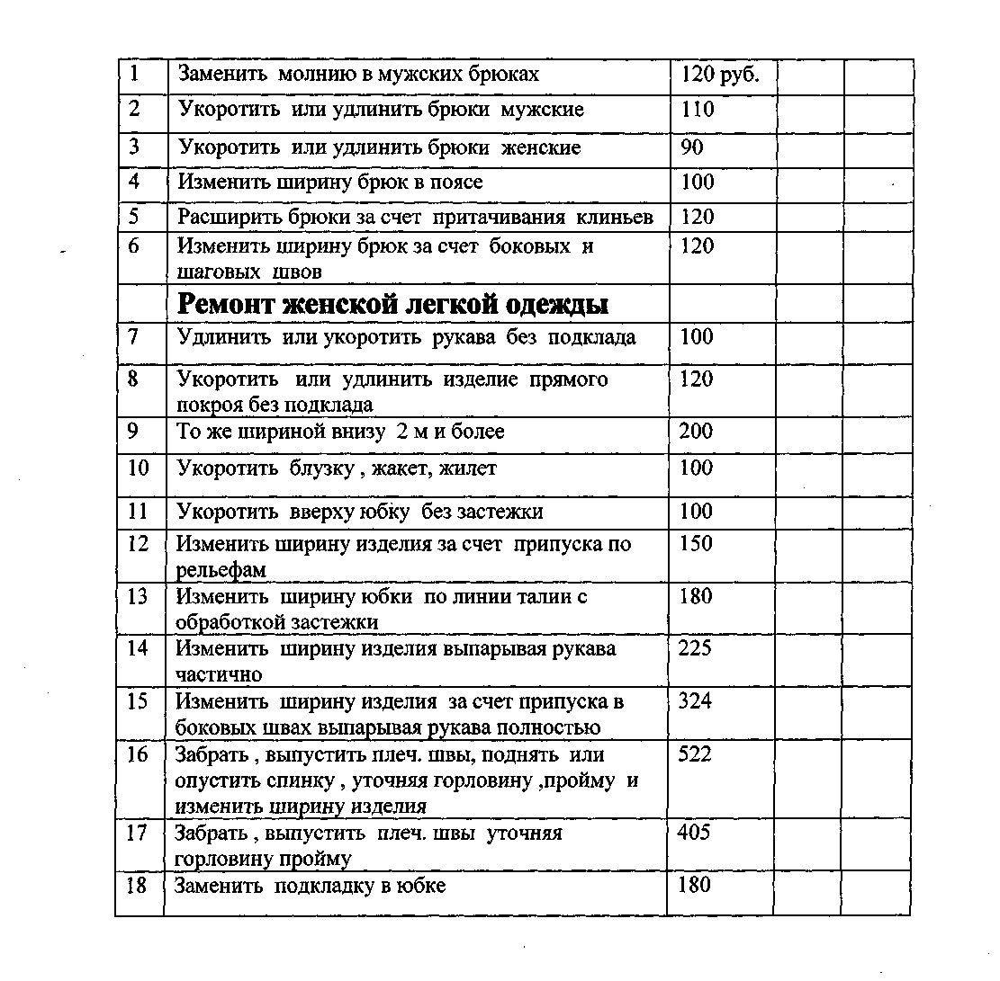 1 Заменить молнию в мужских брюках 120 руб.
2 Укоротить или удлинить брюки мужские 110
3 Укоротить или удлинить брюки женские 90
4 Изменить ширину брюк в поясе 100
5 Расширить брюки за счет притачивания клиньев 120
6 Изменить ширину брюк за счет боковых и 120
шаговых швов
Ремонт женской легкой одежды
7 Удлинить или укоротить рукава без подклада 100
8 Укоротить или удлинить изделие прямого 120
покроя без подклада
9 То же шириной внизу 2 м и более 200
10 Укоротить блузку , жакет, жилет 100
11 Укоротить вверху юбку без застежки 100
12 Изменить ширину изделия за счет припуска по 150
рельефам
13 Изменить ширину юбки по линии талии с 180
обработкой застежки
14 Изменить ширину изделия выпарывая рукава 225
частично
15 Изменить ширину изделия за счет припуска в 324
боковых швах выпарывая рукава полностью
16 Забрать , выпустить плеч. швы, поднять или 522
опустить спинку , уточняя горловину ,пройму и
изменить ширину изделия
17 Забрать , выпустить плеч. швы уточняя 405
горловину пройму
18 Заменить подкладку в юбке 180